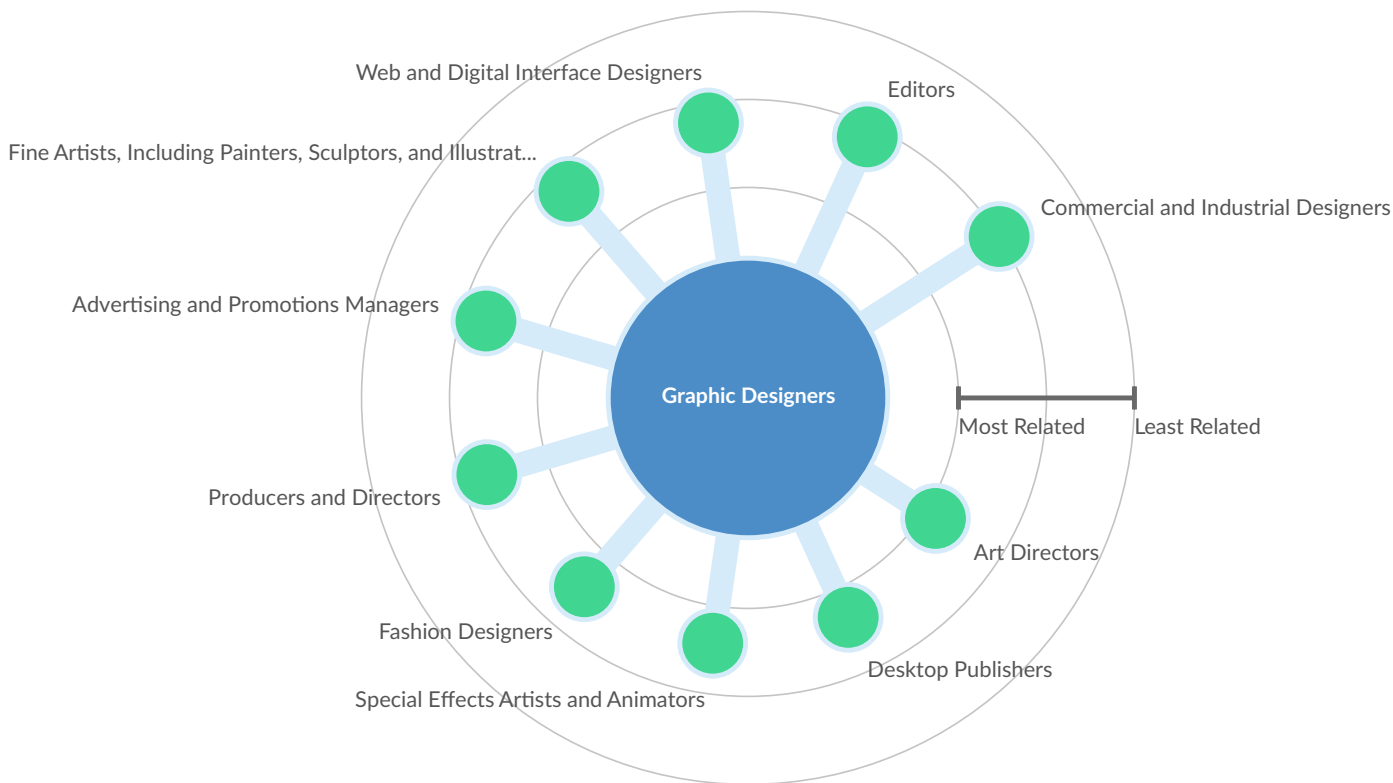 Web and Digital Interface Designers
Editors
Fine Artists, Including Painters, Sculptors, and Illustrat...
Commercial and Industrial Designers
Advertising and Promotions Managers
Graphic Designers
Most Related
Least Related
Producers and Directors
Art Directors
Fashion Designers
Desktop Publishers
Special Effects Artists and Animators